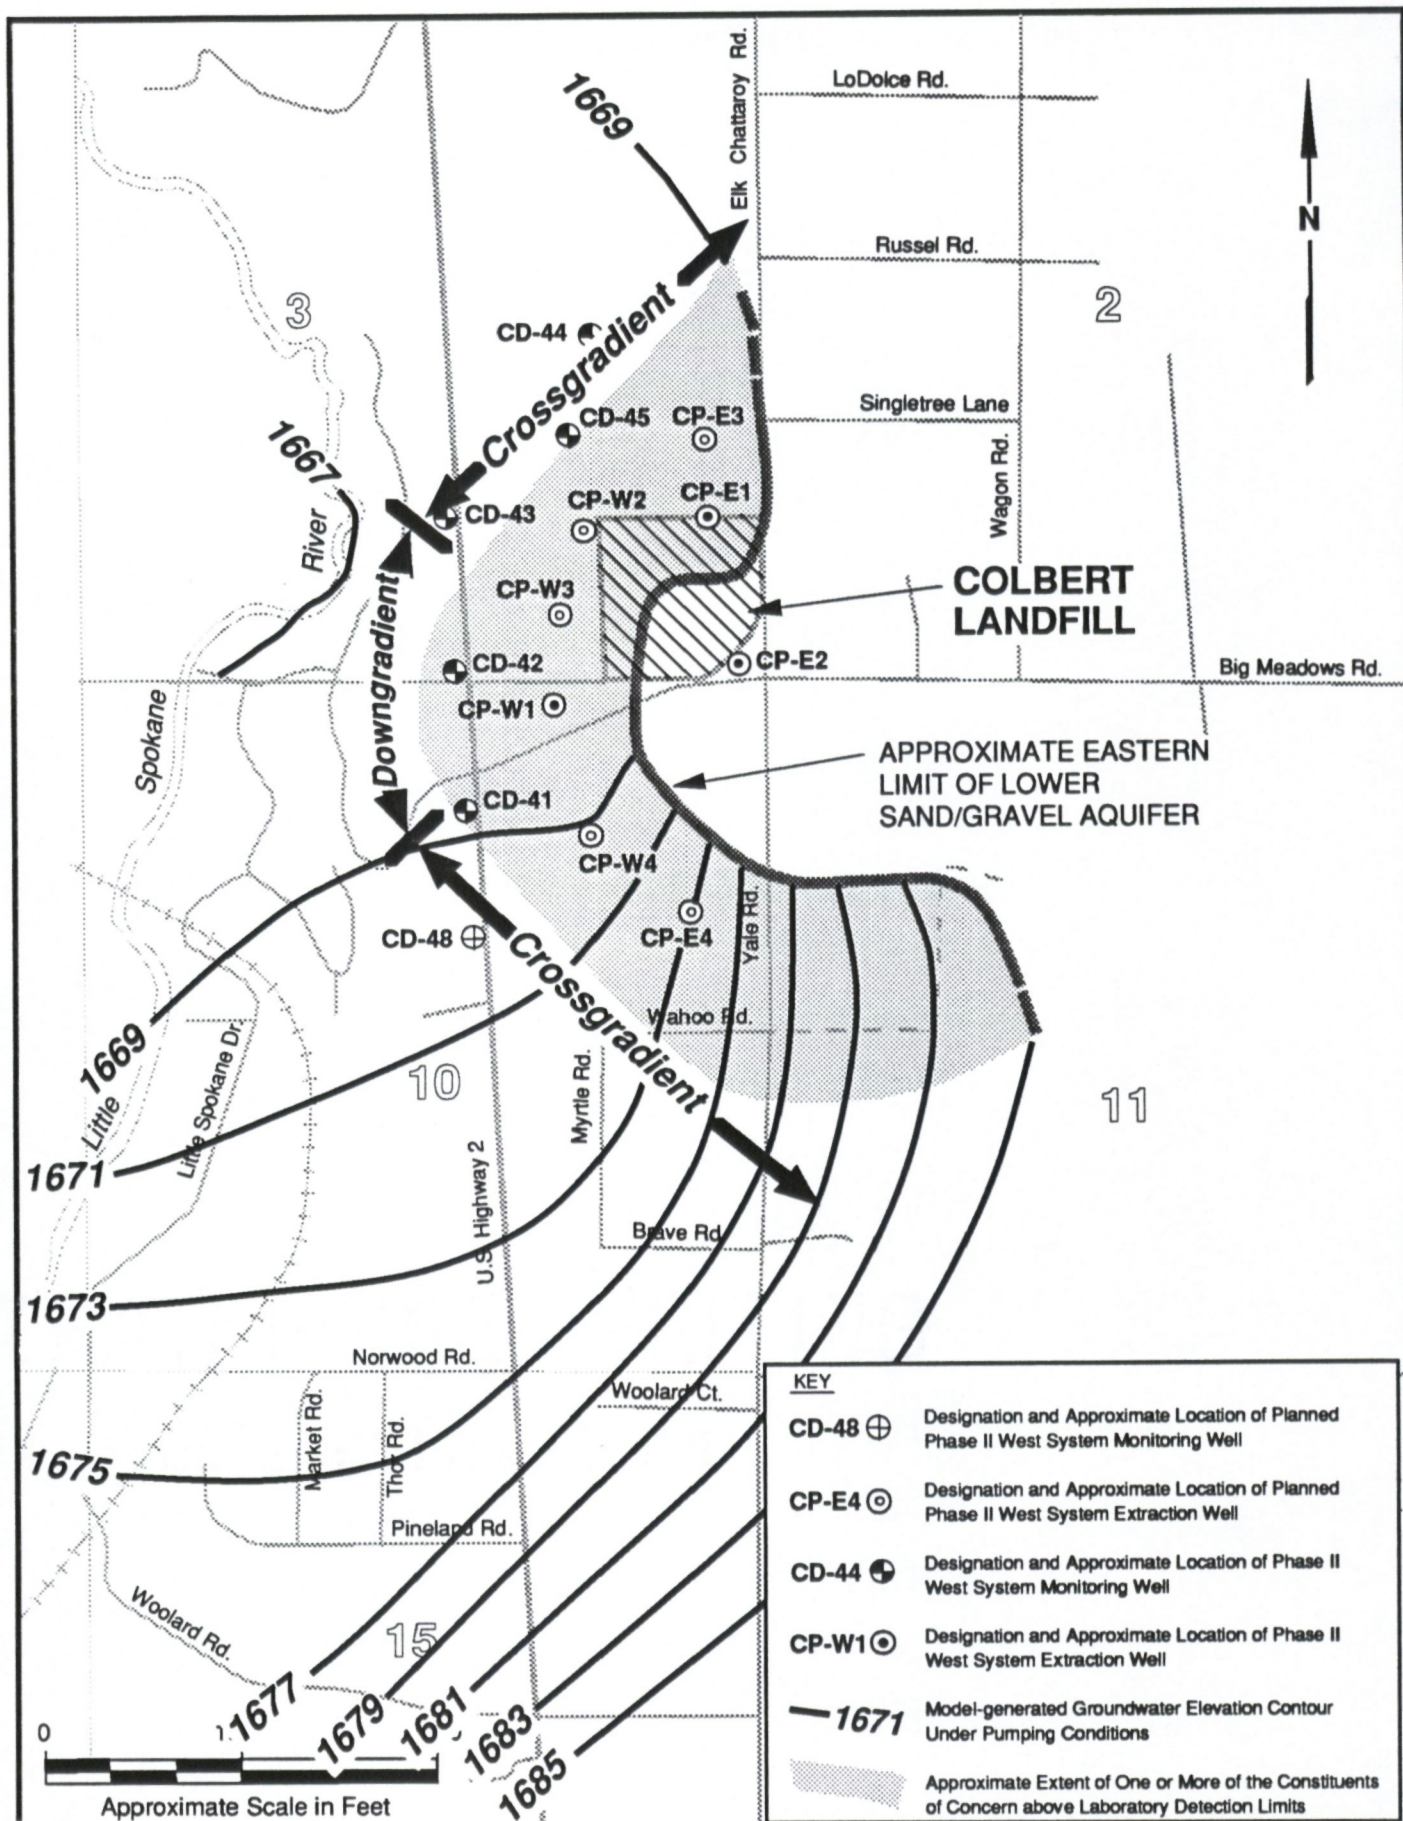 Elk Chattaroy Rd.
LoDolce Rd.
1669
N
Russel Rd.
3
2
CD-44
Crossgradient
Singletree Lane
CD-45
CP-E3
1667
Wagon Rd.
CP-W2
CP-E1
CD-43
River
COLBERT
LANDFILL
CP-W3
Downgradient
CD-42
CP-E2
Big Meadows Rd.
CP-W1
Spokane
APPROXIMATE EASTERN
LIMIT OF LOWER
SAND/GRAVEL AQUIFER
CD-41
CP-W4
CD-48
CP-E4
Yale Rd.
Crossgradient
Wahoo Rd.
1669
Little
Little Spokane Dr.
10
Myrtle Rd.
11
1671
U.S. Highway 2
Brave Rd.
1673
Norwood Rd.
Woolard Ct.
Market Rd.
Thor Rd.
1675
Pineland Rd.
Woolard Rd.
15
1677
1679
1681
1683
1685
0
Approximate Scale in Feet
KEY
CD-48 Designation and Approximate Location of Planned
Phase II West System Monitoring Well
CP-E4 Designation and Approximate Location of Planned
Phase II West System Extraction Well
CD-44 Designation and Approximate Location of Phase II
West System Monitoring Well
CP-W1 Designation and Approximate Location of Phase II
West System Extraction Well
1671 Model-generated Groundwater Elevation Contour
Under Pumping Conditions
Approximate Extent of One or More of the Constituents
of Concern above Laboratory Detection Limits